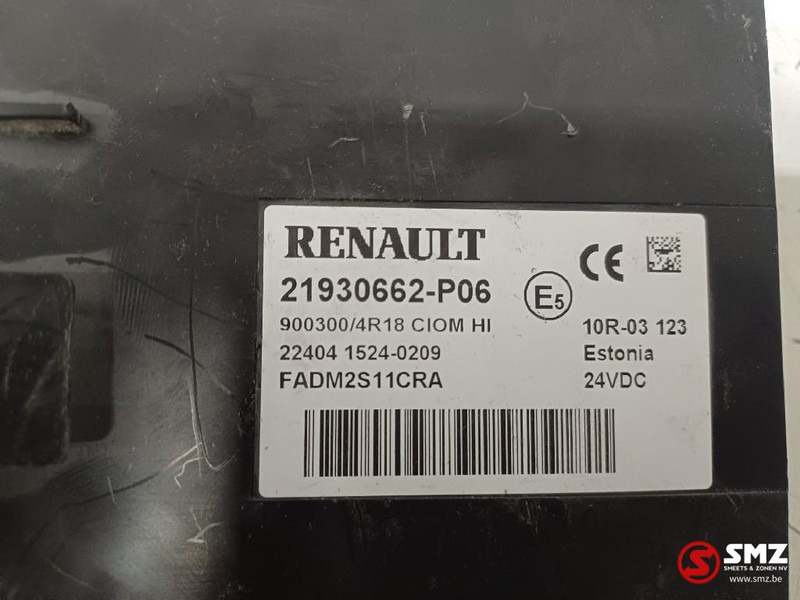 RENAULT
21930662-P06
900300/4R18 CIOM HI
22404 1524-0209
FADM2S11CRA
E5
CE
10R-03 123
Estonia
24VDC
SMZ
SMEETS & ZONEN NV
www.smz.be